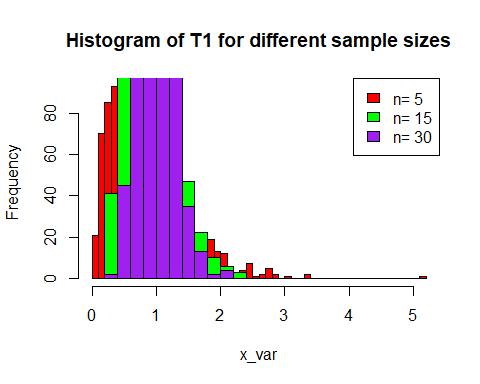 Histogram of T1 for different sample sizes
n= 5
n= 15
n= 30
Frequency
80
60
40
20
0
0 1 2 3 4 5
x_var